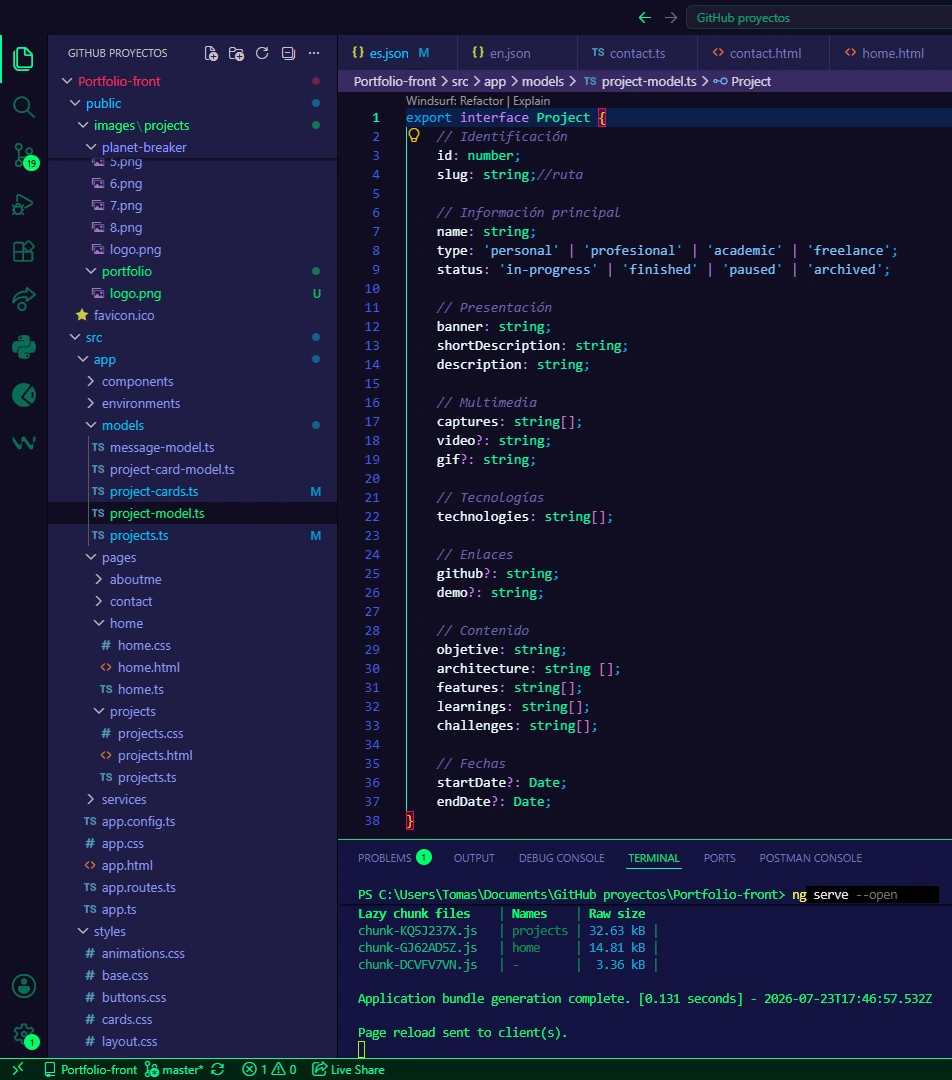 GitHub proyectos
GITHUB PROYECTOS
Portfolio-front
public
images\projects
planet-breaker
5.png
6.png
7.png
8.png
logo.png
portfolio
logo.png U
favicon.ico
src
app
components
environments
models
TS message-model.ts
TS project-card-model.ts
TS project-cards.ts M
TS project-model.ts
TS projects.ts M
pages
aboutme
contact
home
# home.css
<> home.html
TS home.ts
projects
# projects.css
<> projects.html
TS projects.ts
services
TS app.config.ts
# app.css
<> app.html
TS app.routes.ts
TS app.ts
styles
# animations.css
# base.css
# buttons.css
# cards.css
# layout.css
19
1
{} es.json M {} en.json TS contact.ts <> contact.html <> home.html
Portfolio-front > src > app > models > TS project-model.ts > Project
Windsurf: Refactor | Explain
1 export interface Project {
2 // Identificación
3 id: number;
4 slug: string;//ruta
5
6 // Información principal
7 name: string;
8 type: 'personal' | 'profesional' | 'academic' | 'freelance';
9 status: 'in-progress' | 'finished' | 'paused' | 'archived';
10
11 // Presentación
12 banner: string;
13 shortDescription: string;
14 description: string;
15
16 // Multimedia
17 captures: string[];
18 video?: string;
19 gif?: string;
20
21 // Tecnologías
22 technologies: string[];
23
24 // Enlaces
25 github?: string;
26 demo?: string;
27
28 // Contenido
29 objetive: string;
30 architecture: string [];
31 features: string[];
32 learnings: string[];
33 challenges: string[];
34
35 // Fechas
36 startDate?: Date;
37 endDate?: Date;
38 }
PROBLEMS 1 OUTPUT DEBUG CONSOLE TERMINAL PORTS POSTMAN CONSOLE
PS C:\Users\Tomas\Documents\GitHub proyectos\Portfolio-front> ng serve --open
Lazy chunk files | Names | Raw size
chunk-KQ5J237X.js | projects | 32.63 kB |
chunk-GJ62AD5Z.js | home | 14.81 kB |
chunk-DCVFV7VN.js | - | 3.36 kB |
Application bundle generation complete. [0.131 seconds] - 2026-07-23T17:46:57.532Z
Page reload sent to client(s).
Portfolio-front master* 1 0 Live Share